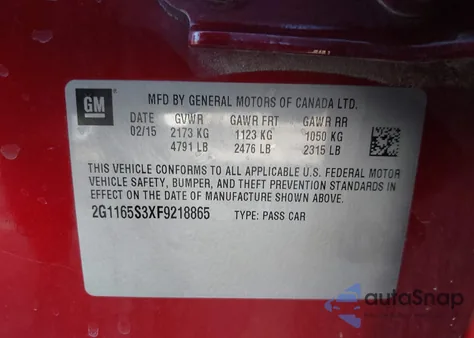 GM
MFD BY GENERAL MOTORS OF CANADA LTD.
DATE GVWR GAWR FRT GAWR RR
02/15 2173 KG 1123 KG 1050 KG
4791 LB 2476 LB 2315 LB
THIS VEHICLE CONFORMS TO ALL APPLICABLE U.S. FEDERAL MOTOR
VEHICLE SAFETY, BUMPER, AND THEFT PREVENTION STANDARDS IN
EFFECT ON THE DATE OF MANUFACTURE SHOWN ABOVE.
2G1165S3XF9218865 TYPE: PASS CAR
autoSnap